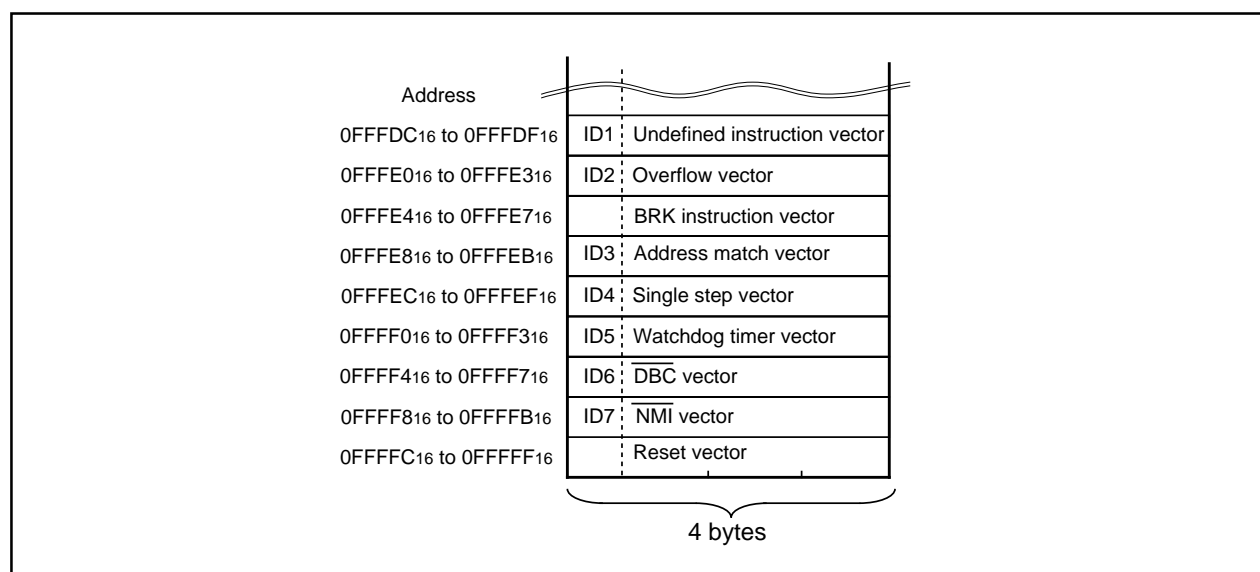 Address
0FFFDC16 to 0FFFDF16 ID1 Undefined instruction vector
0FFFE016 to 0FFFE316 ID2 Overflow vector
0FFFE416 to 0FFFE716 BRK instruction vector
0FFFE816 to 0FFFEB16 ID3 Address match vector
0FFFEC16 to 0FFFEF16 ID4 Single step vector
0FFFF016 to 0FFFF316 ID5 Watchdog timer vector
0FFFF416 to 0FFFF716 ID6 DBC vector
0FFFF816 to 0FFFFB16 ID7 NMI vector
0FFFFC16 to 0FFFFF16 Reset vector
4 bytes